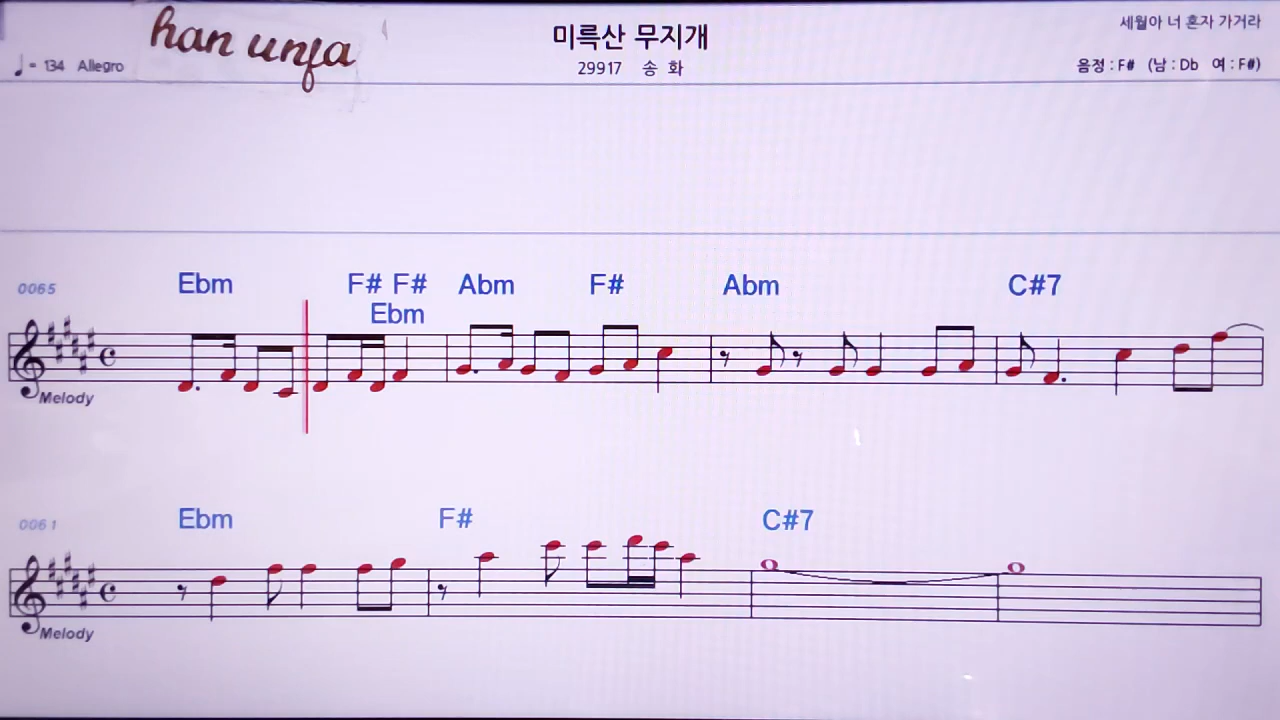 han unja
미륵산 무지개
세월아 너 혼자 가거라
♩= 134 Allegro
29917 송 화
음정 : F# (남 : Db 여 : F#)
0065 Ebm F# F# Abm F# Abm C#7
Ebm
Melody
0061 Ebm F# C#7
Melody